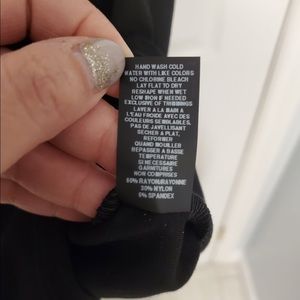 HAND WASH COLD
WATER WITH LIKE COLORS
NO CHLORINE BLEACH
LAY FLAT TO DRY
RESHAPE WHEN WET
LOW IRON IF NEEDED
EXCLUSIVE OF TRIMMINGS
LAVER A LA MAIN A
L'EAU FROIDE AVEC DES
COULEURS SEMBLABLES,
PAS DE JAVELLISANT
SECHER A PLAT,
REFORMER
QUAND MOUILLER
REPASSER A BASSE
TEMPERATURE
SI NECESSAIRE
GARNITURES
NON COMPRISES
65% RAYON/RAYONNE
30% NYLON
5% SPANDEX